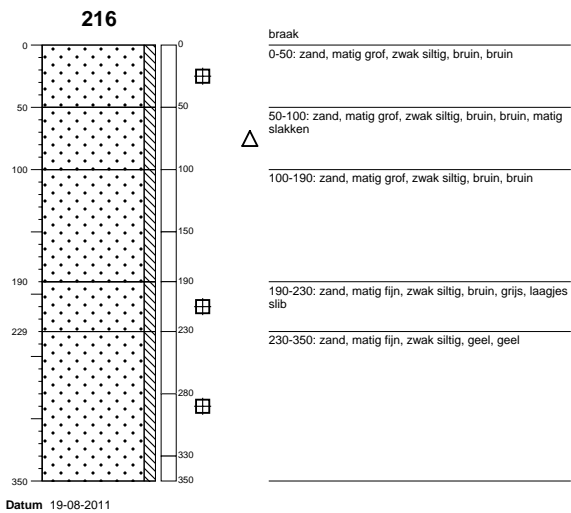 216
braak
0
0
0-50: zand, matig grof, zwak siltig, bruin, bruin
50
50
50-100: zand, matig grof, zwak siltig, bruin, bruin, matig
slakken
100
100
100-190: zand, matig grof, zwak siltig, bruin, bruin
150
190
190
190-230: zand, matig fijn, zwak siltig, bruin, grijs, laagjes
slib
229
230
230-350: zand, matig fijn, zwak siltig, geel, geel
280
330
350
350
Datum 19-08-2011